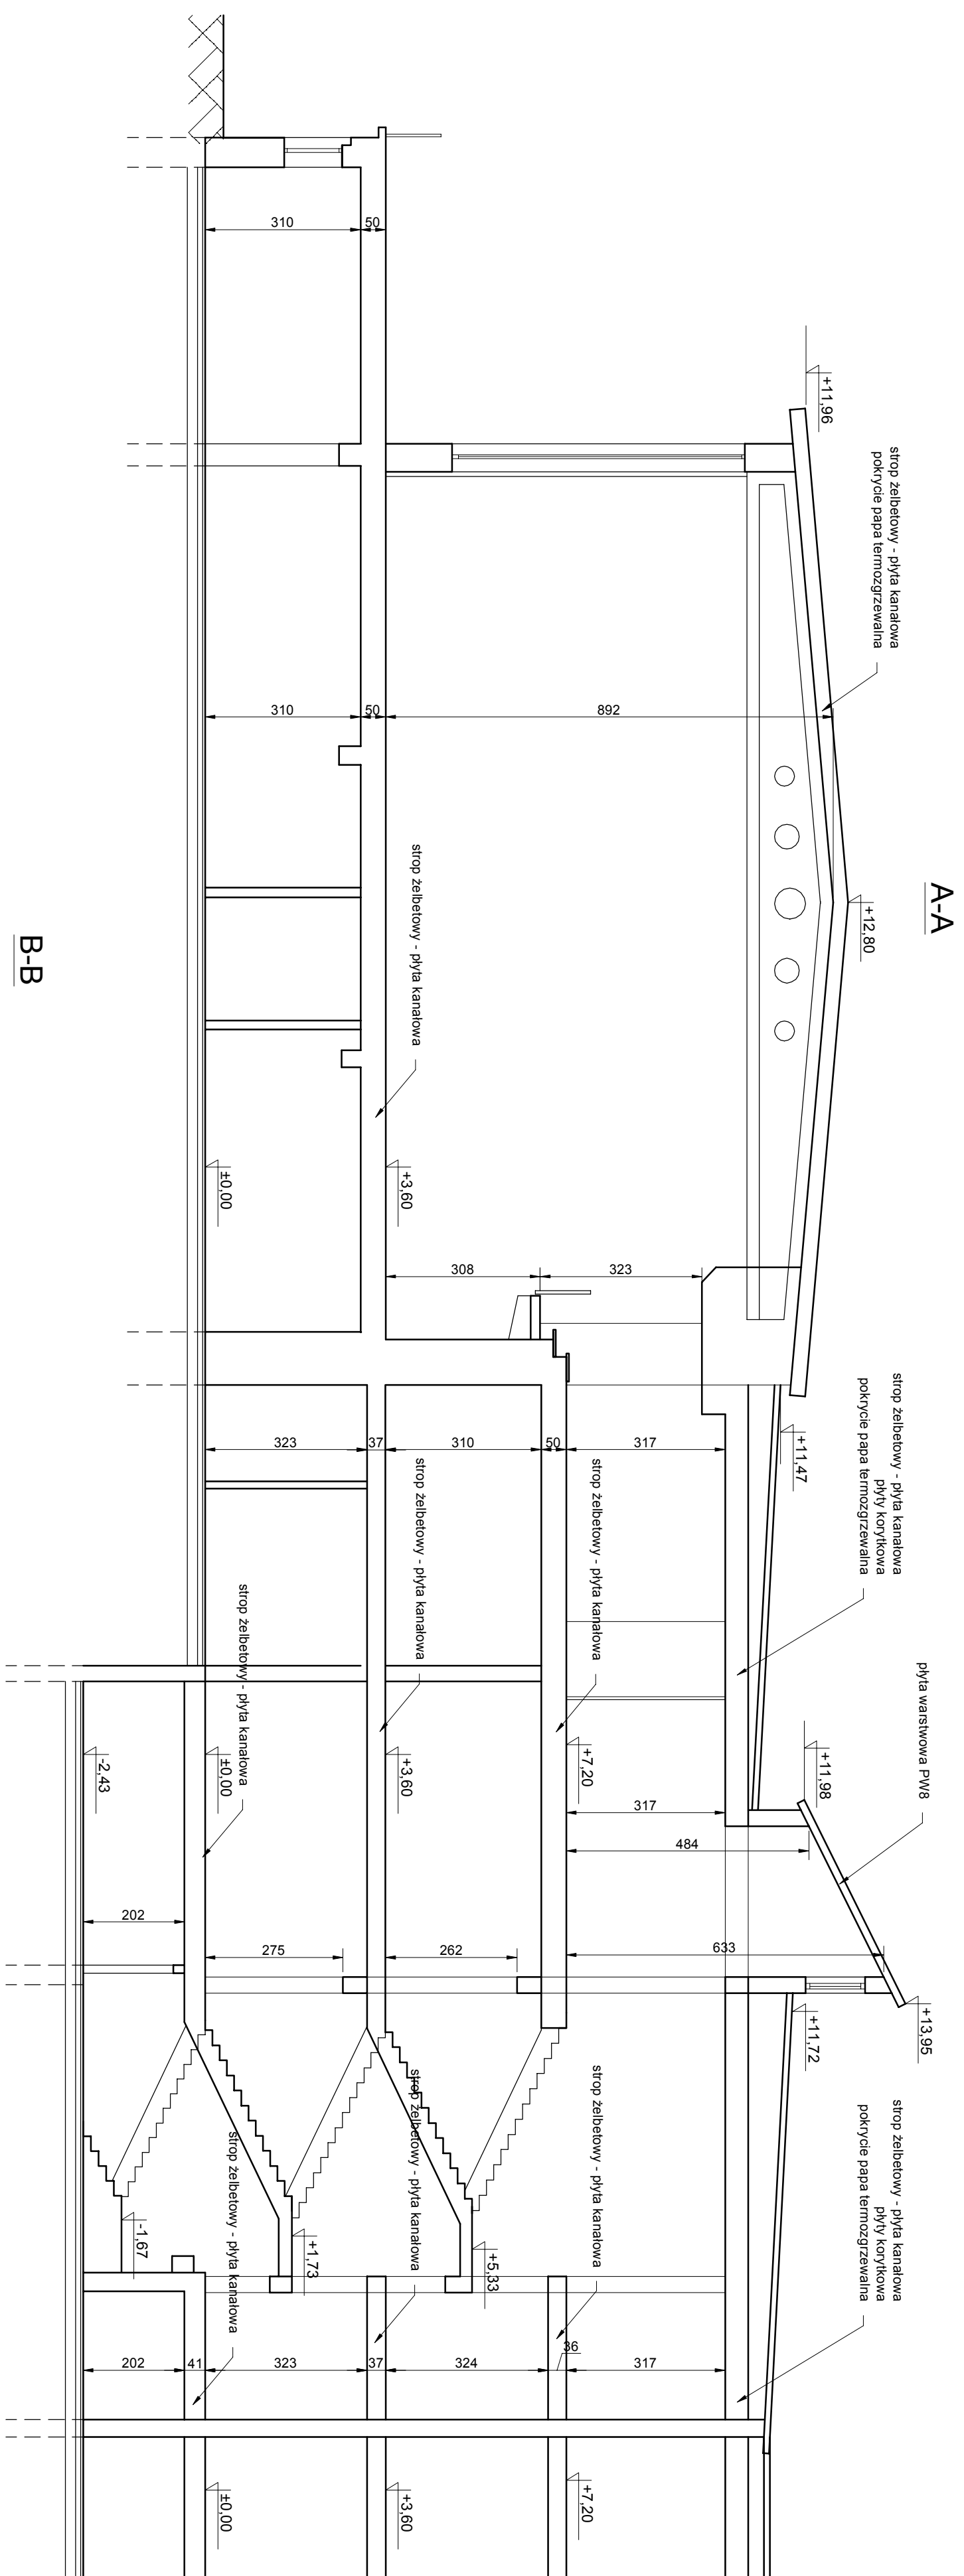 A-A
+11,96
strop żelbetowy - płyta kanałowa
pokrycie papa termozgrzewalna
+12,80
310
50
310
50
892
strop żelbetowy - płyta kanałowa
+3,60
±0,00
308
323
strop żelbetowy - płyta kanałowa
płyty korytkowa
pokrycie papa termozgrzewalna
+11,47
323
37
310
50
317
strop żelbetowy - płyta kanałowa
strop żelbetowy - płyta kanałowa
strop żelbetowy - płyta kanałowa
płyta warstwowa PW8
+11,98
+7,20
+3,60
±0,00
-2,43
317
484
202
275
262
633
+13,95
+11,72
strop żelbetowy - płyta kanałowa
płyty korytkowa
pokrycie papa termozgrzewalna
strop żelbetowy - płyta kanałowa
strop żelbetowy - płyta kanałowa
strop żelbetowy - płyta kanałowa
+5,33
+1,73
-1,67
202
41
323
37
324
36
317
+7,20
+3,60
±0,00
B-B